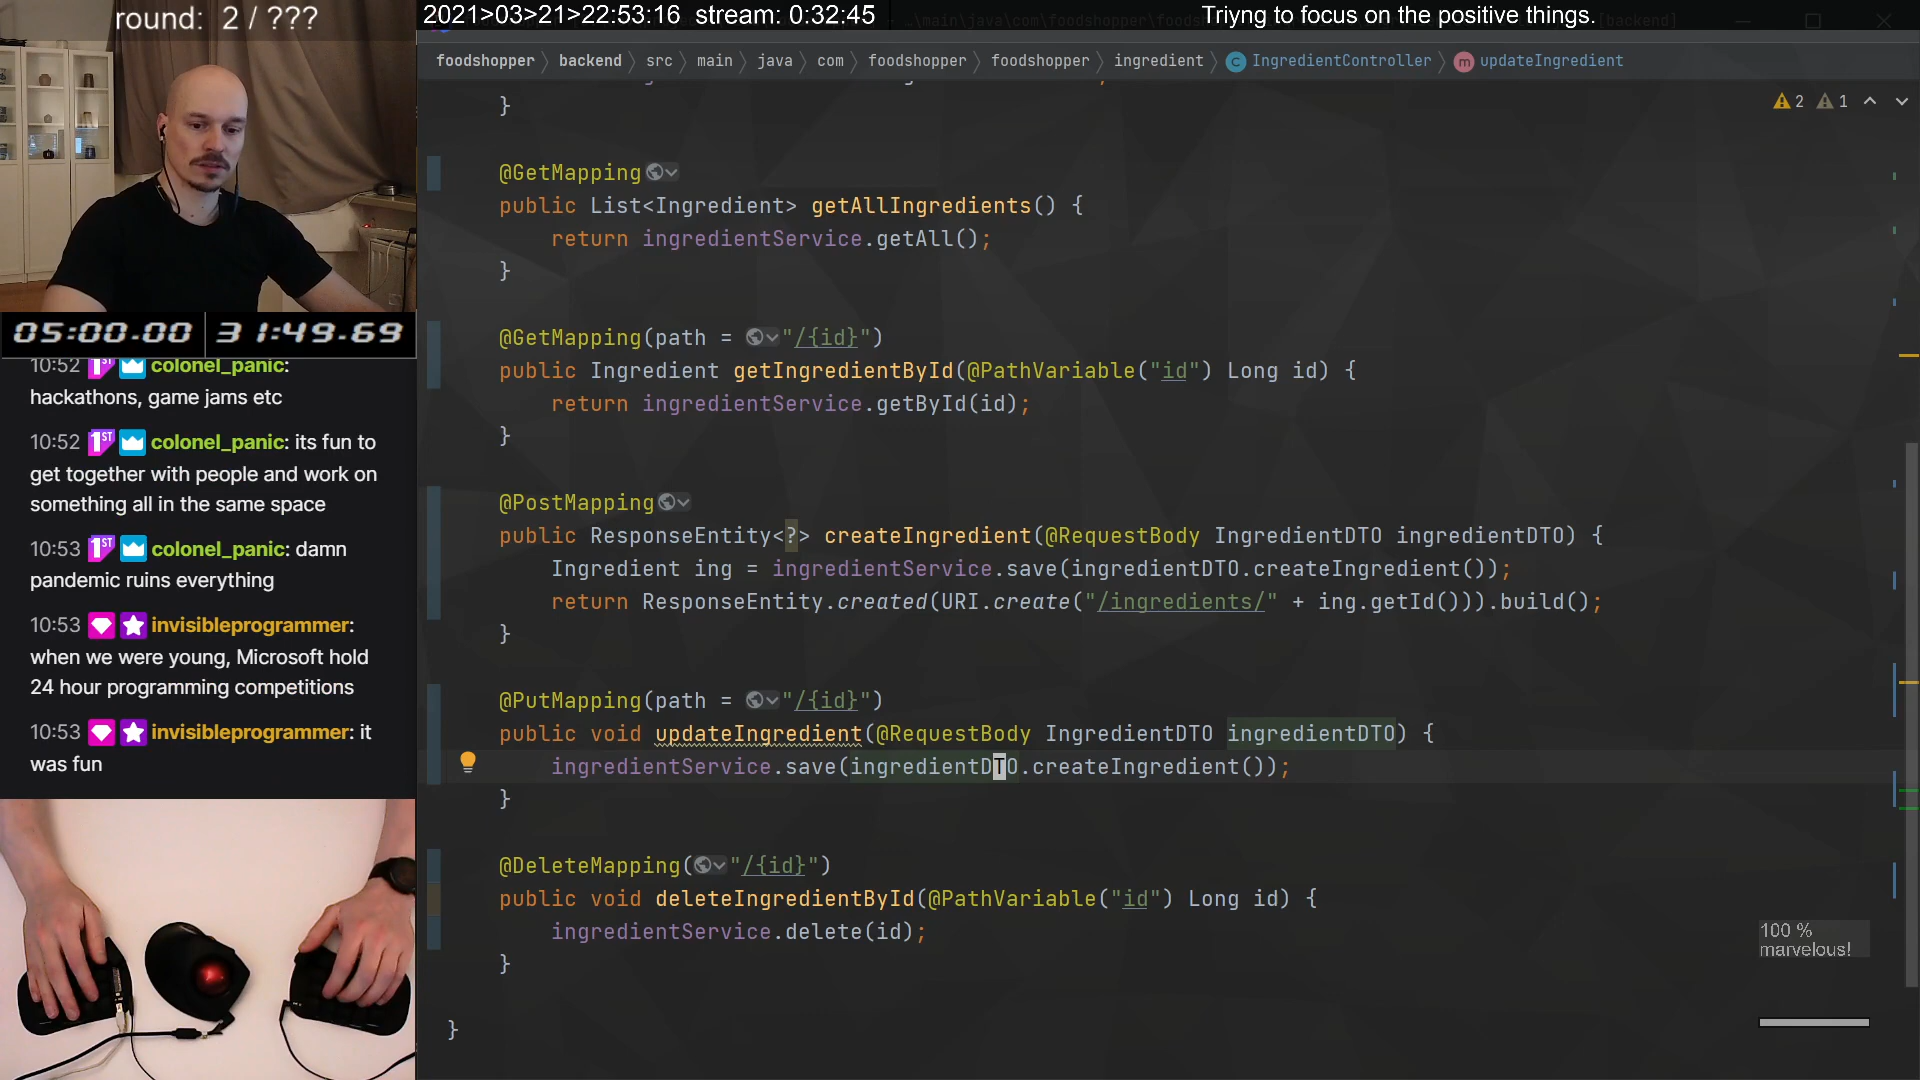 round: 2 / ???
2021>03>21>22:53:16 stream: 0:32:45
Triyng to focus on the positive things.
foodshopper backend src main java com foodshopper foodshopper ingredient IngredientController updateIngredient
2 1
}
@GetMapping
public List<Ingredient> getAllIngredients() {
return ingredientService.getAll();
}
@GetMapping(path = "/{id}")
public Ingredient getIngredientById(@PathVariable("id") Long id) {
return ingredientService.getById(id);
}
@PostMapping
public ResponseEntity<?> createIngredient(@RequestBody IngredientDTO ingredientDTO) {
Ingredient ing = ingredientService.save(ingredientDTO.createIngredient());
return ResponseEntity.created(URI.create("/ingredients/" + ing.getId())).build();
}
@PutMapping(path = "/{id}")
public void updateIngredient(@RequestBody IngredientDTO ingredientDTO) {
ingredientService.save(ingredientDTO.createIngredient());
}
@DeleteMapping("/{id}")
public void deleteIngredientById(@PathVariable("id") Long id) {
ingredientService.delete(id);
}
}
100 %
marvelous!
05:00.00 31:49.69
10:52 1ST colonel_panic:
hackathons, game jams etc
10:52 1ST colonel_panic: its fun to
get together with people and work on
something all in the same space
10:53 1ST colonel_panic: damn
pandemic ruins everything
10:53 invisibleprogrammer:
when we were young, Microsoft hold
24 hour programming competitions
10:53 invisibleprogrammer: it
was fun